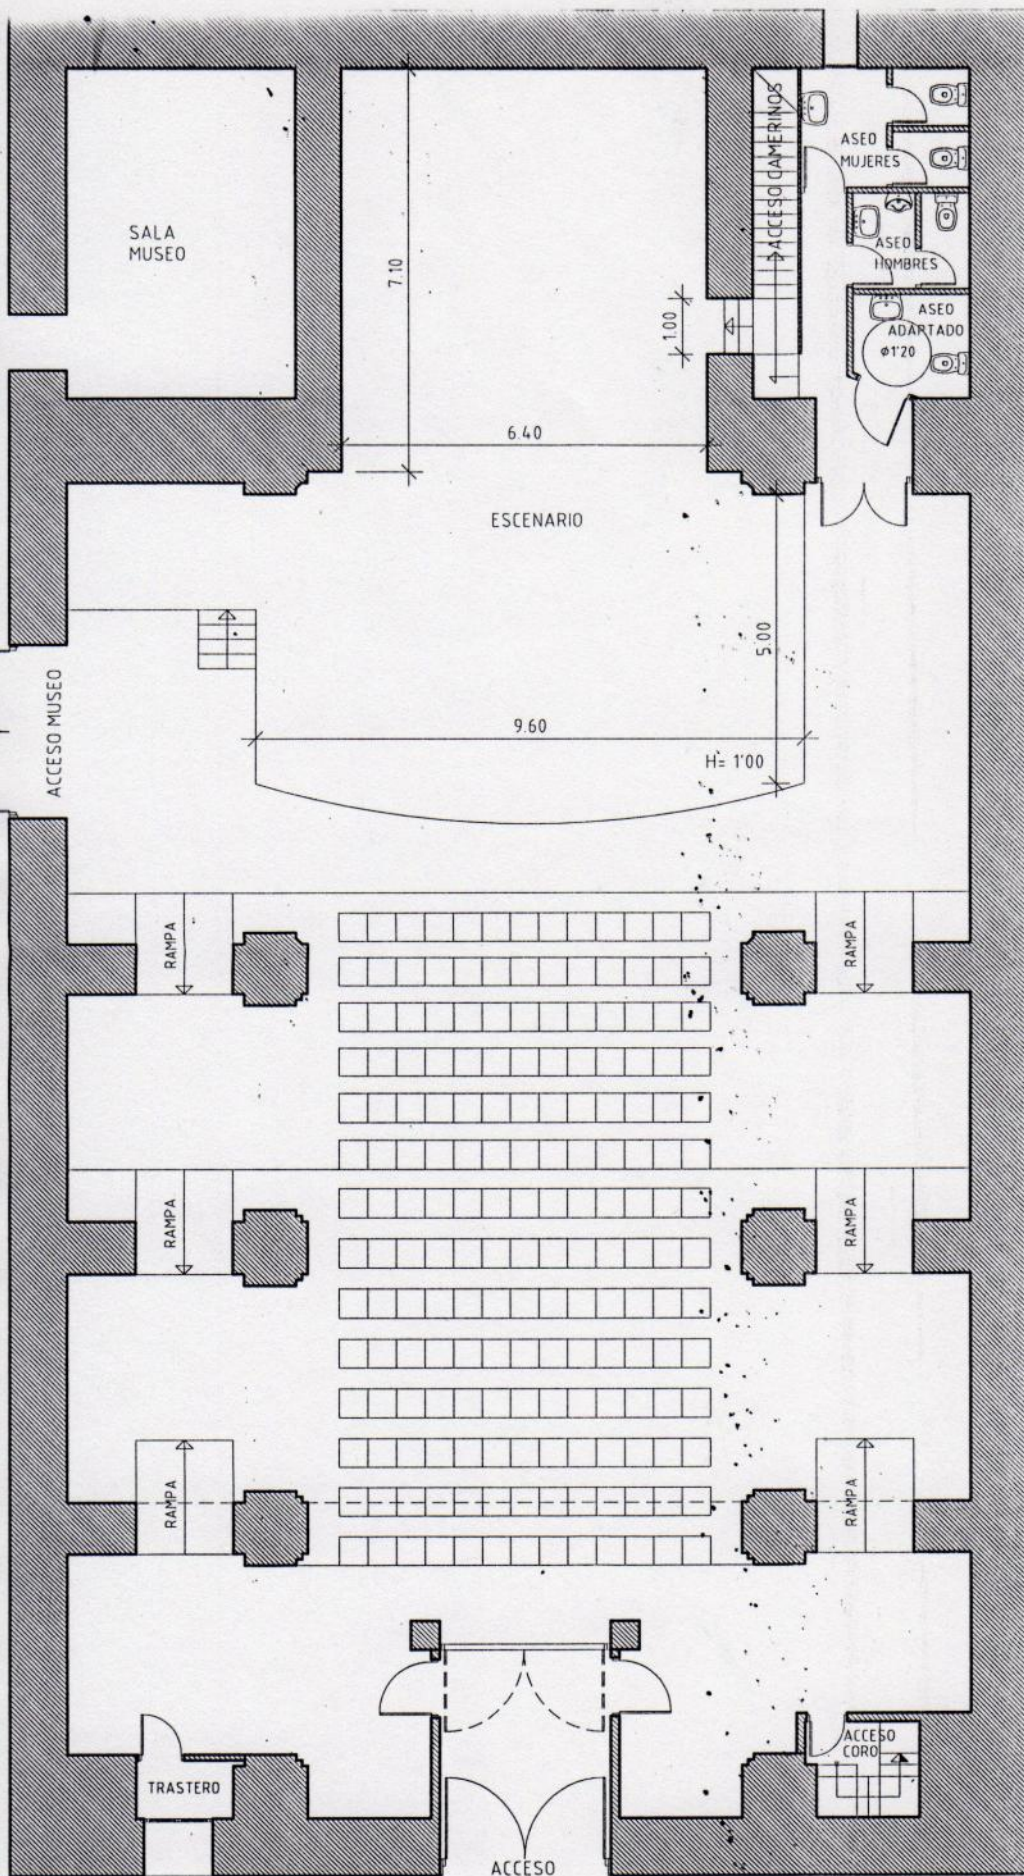 SALA
MUSEO
7.10
6.40
1.00
ACCESO CAMERINOS
ASEO
MUJERES
ASEO
HOMBRES
ASEO
ADAPTADO
Ø1'20
ESCENARIO
5.00
9.60
H= 1'00
ACCESO MUSEO
RAMPA
RAMPA
RAMPA
RAMPA
RAMPA
RAMPA
TRASTERO
ACCESO
CORO
ACCESO